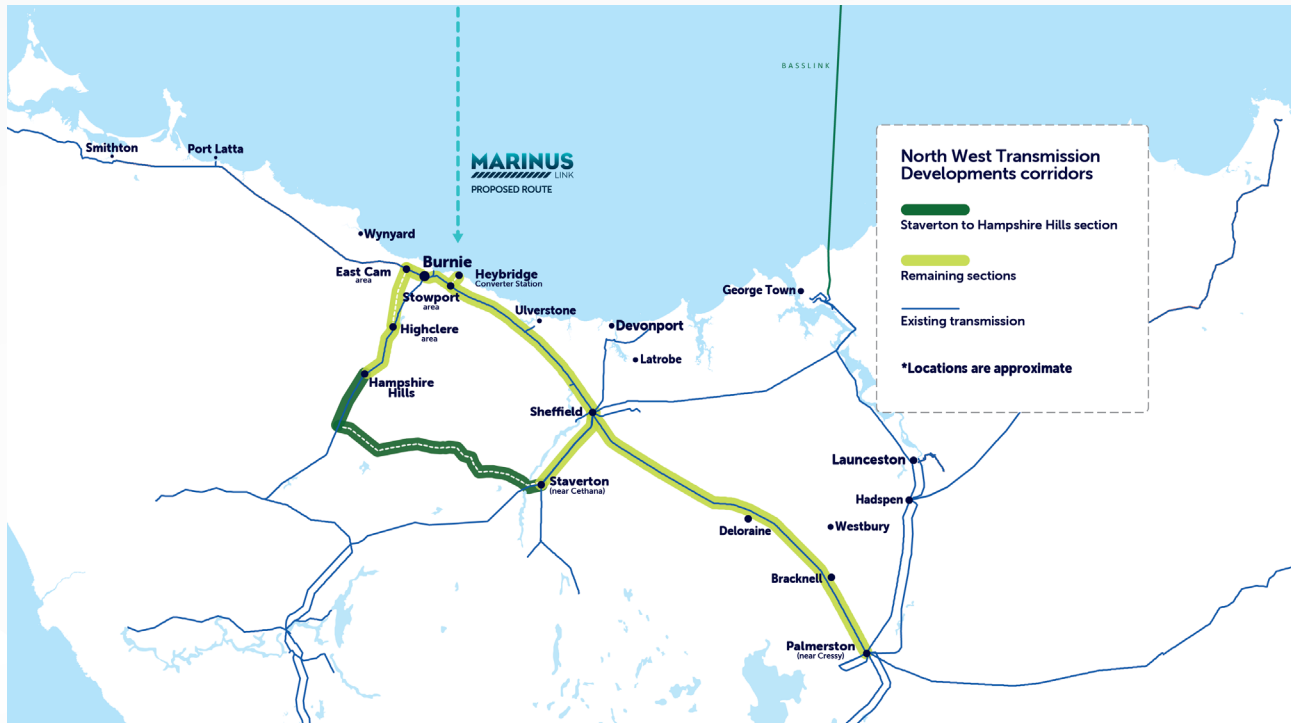 BASSLINK
Smithton
Port Latta
MARINUS
LINK
PROPOSED ROUTE
North West Transmission
Developments corridors
Staverton to Hampshire Hills section
Remaining sections
Existing transmission
*Locations are approximate
Wynyard
Burnie
East Cam
area
Heybridge
Converter Station
Stowport
area
George Town
Ulverstone
Devonport
Highclere
area
Latrobe
Hampshire
Hills
Sheffield
Launceston
Staverton
(near Cethana)
Hadspen
Deloraine
Westbury
Bracknell
Palmerston
(near Cressy)